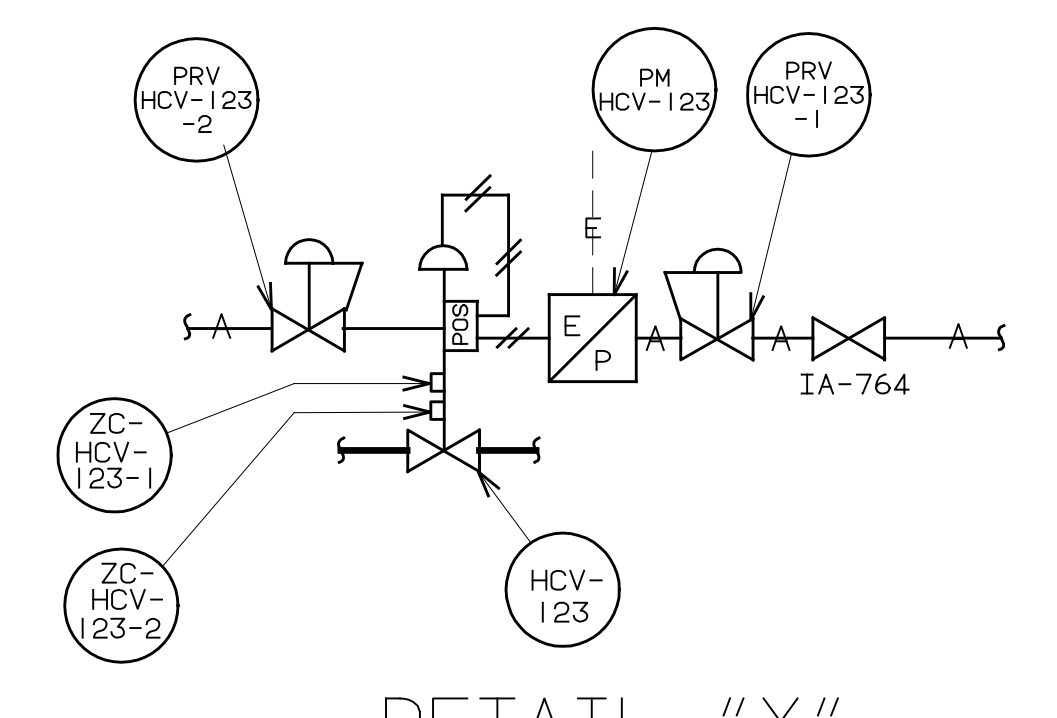 PRV
HCV-123
-2
PM
HCV-123
PRV
HCV-123
-1
E
POS
E
P
A
A
A
A
IA-764
ZC-
HCV-
123-1
ZC-
HCV-
123-2
HCV-
123
DETAIL "X"